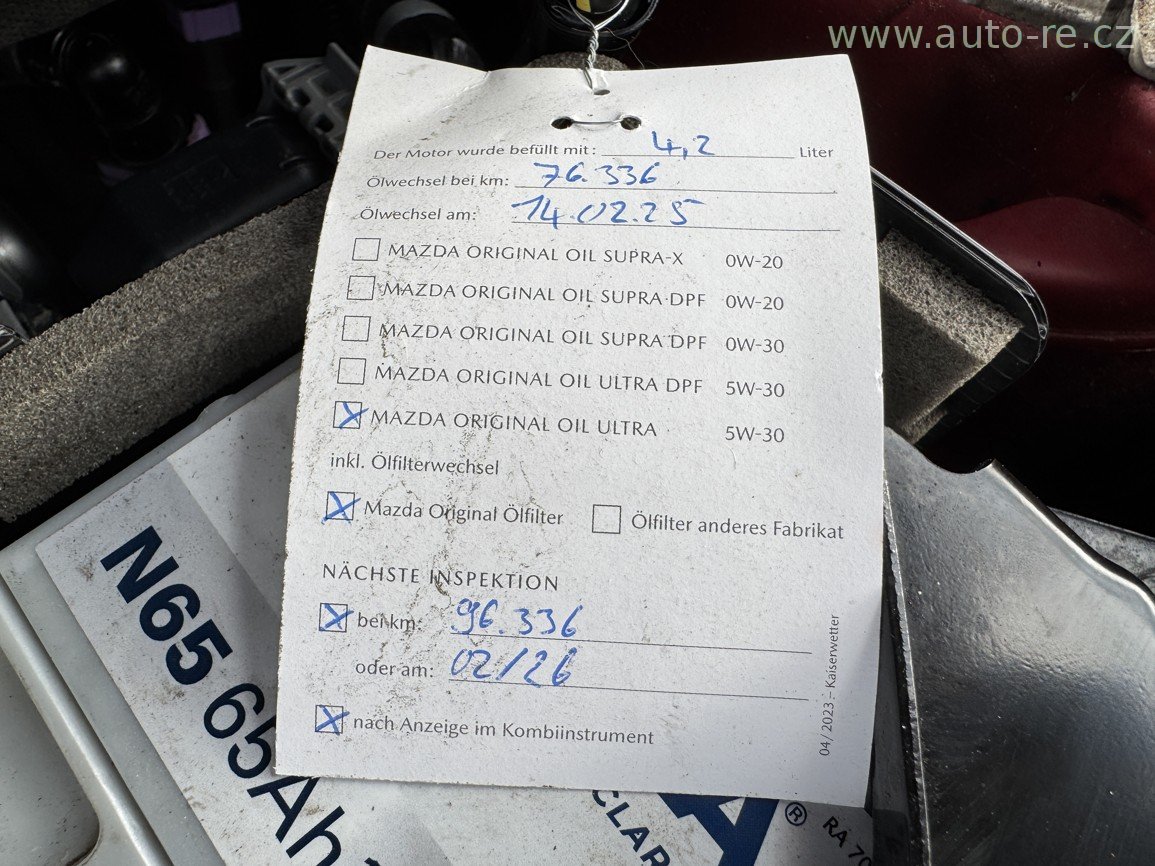 www.auto-re.cz
Der Motor wurde befüllt mit: 4,2 Liter
Ölwechsel bei km: 76.336
Ölwechsel am: 14.02.25
MAZDA ORIGINAL OIL SUPRA-X 0W-20
MAZDA ORIGINAL OIL SUPRA-DPF 0W-20
MAZDA ORIGINAL OIL SUPRA DPF 0W-30
MAZDA ORIGINAL OIL ULTRA DPF 5W-30
MAZDA ORIGINAL OIL ULTRA 5W-30
inkl. Ölfilterwechsel
Mazda Original Ölfilter Ölfilter anderes Fabrikat
NÄCHSTE INSPEKTION
bei km: 96.336
oder am: 02/26
nach Anzeige im Kombiinstrument
04/2023 – Kaiserwetter
N65 65Ah
®